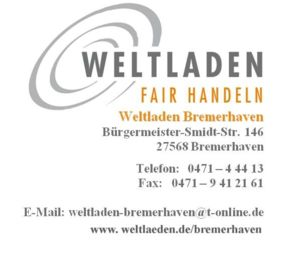 WELTLADEN
FAIR HANDELN
Weltladen Bremerhaven
Bürgermeister-Smidt-Str. 146
27568 Bremerhaven
Telefon: 0471 – 4 44 13
Fax: 0471 – 9 41 21 61
E-Mail: weltladen-bremerhaven@t-online.de
www. weltlaeden.de/bremerhaven